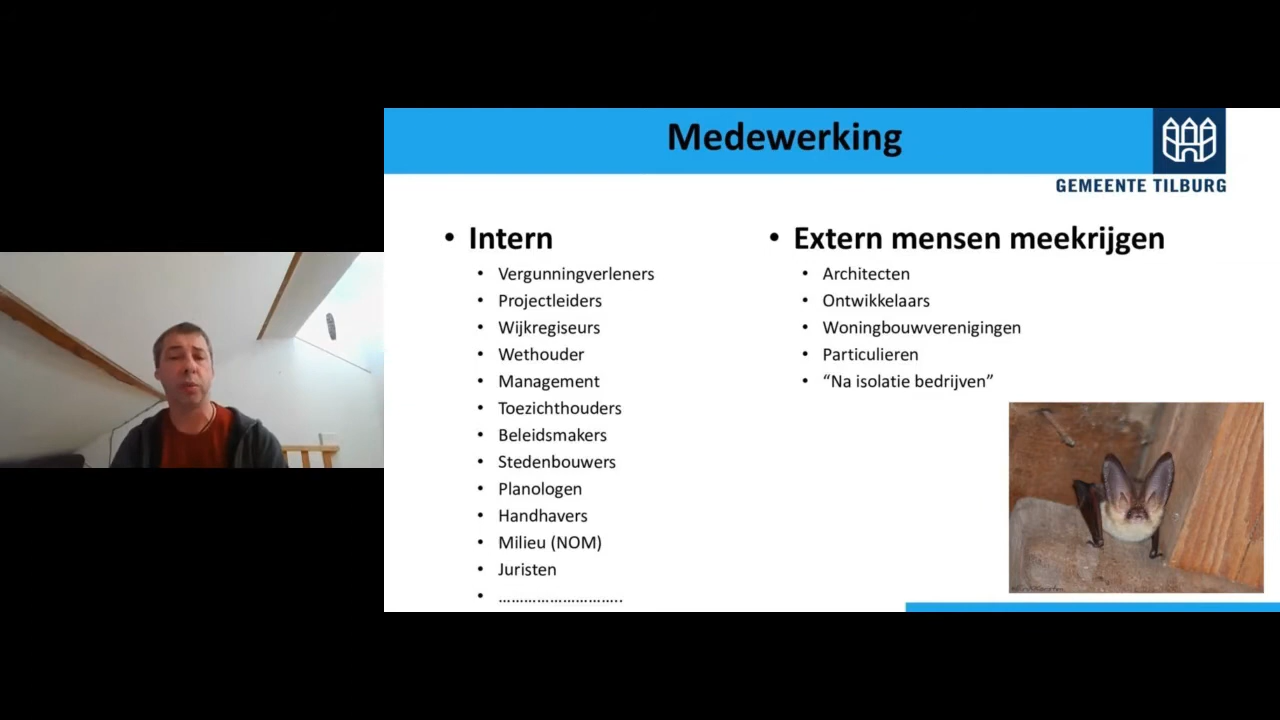 Medewerking
GEMEENTE TILBURG
• Intern
• Vergunningverleners
• Projectleiders
• Wijkregiseurs
• Wethouder
• Management
• Toezichthouders
• Beleidsmakers
• Stedenbouwers
• Planologen
• Handhavers
• Milieu (NOM)
• Juristen
• ………………………..
• Extern mensen meekrijgen
• Architecten
• Ontwikkelaars
• Woningbouwverenigingen
• Particulieren
• “Na isolatie bedrijven”